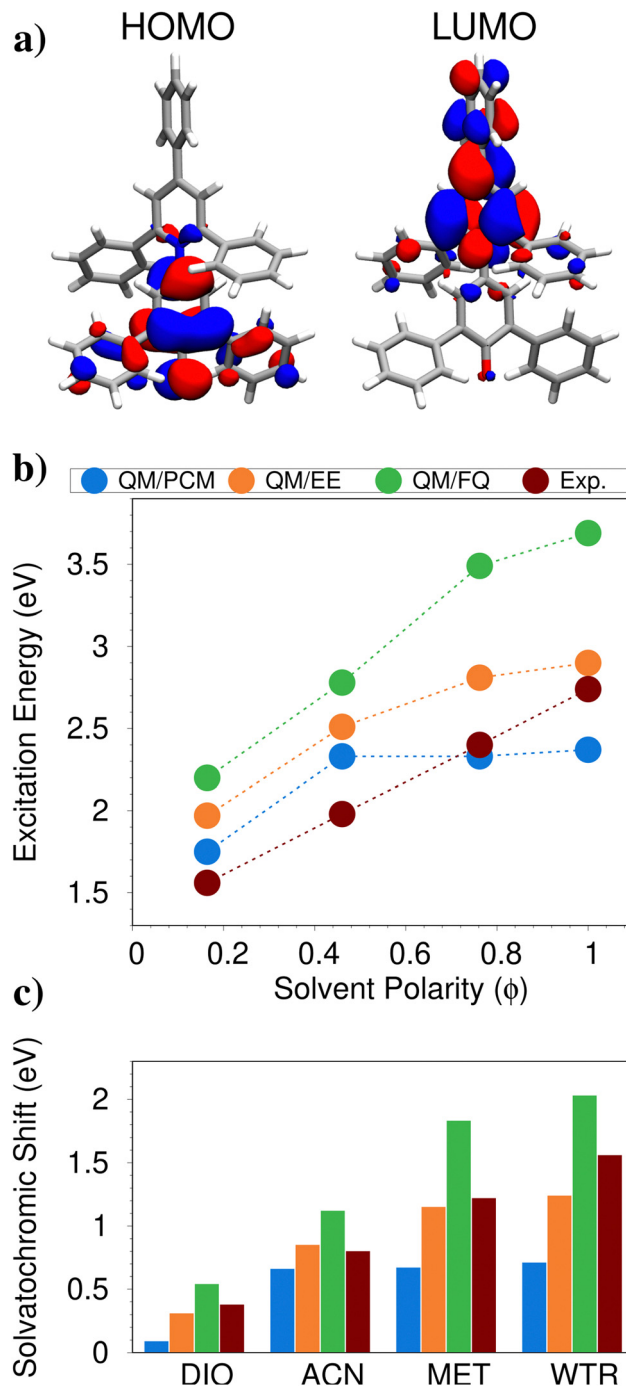 a)
HOMO LUMO
b)
QM/PCM QM/EE QM/FQ Exp.
Excitation Energy (eV)
3.5
3
2.5
2
1.5
0 0.2 0.4 0.6 0.8 1
Solvent Polarity (ϕ)
c)
Solvatochromic Shift (eV)
2
1.5
1
0.5
0
DIO ACN MET WTR